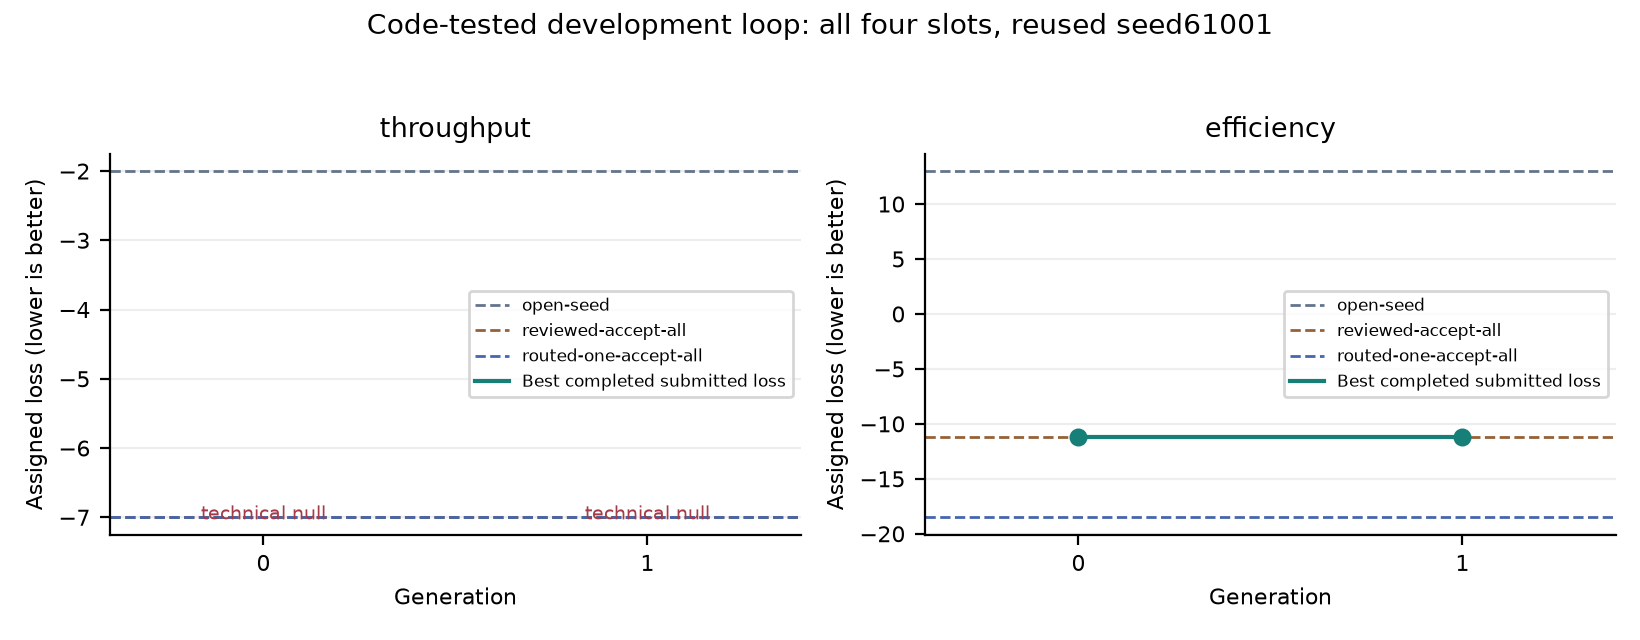 Code-tested development loop: all four slots, reused seed61001
throughput
Assigned loss (lower is better)
−2
−3
−4
−5
−6
−7
open-seed
reviewed-accept-all
routed-one-accept-all
Best completed submitted loss
technical null
technical null
0
1
Generation
efficiency
Assigned loss (lower is better)
10
5
0
−5
−10
−15
−20
open-seed
reviewed-accept-all
routed-one-accept-all
Best completed submitted loss
0
1
Generation